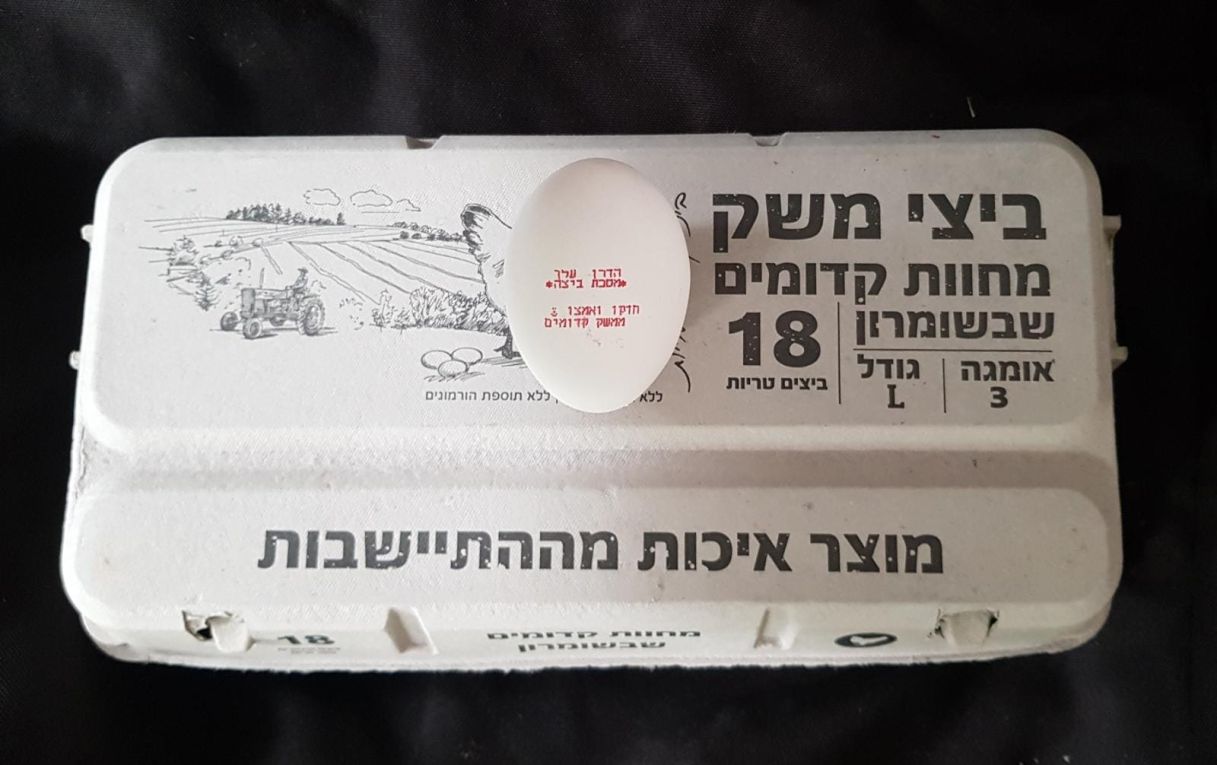 ביצי משק
מחוות קדומים
שבשומרון
18
ביצים טריות
גודל
L
אומגה
3
הדרן עלך
*מסכת ביצה*
חזקו ואמצו
ממשק קדומים
ללא
ללא תוספת הורמונים
מוצר איכות מההתיישבות
18
מחוות קדומים
שבשומרון